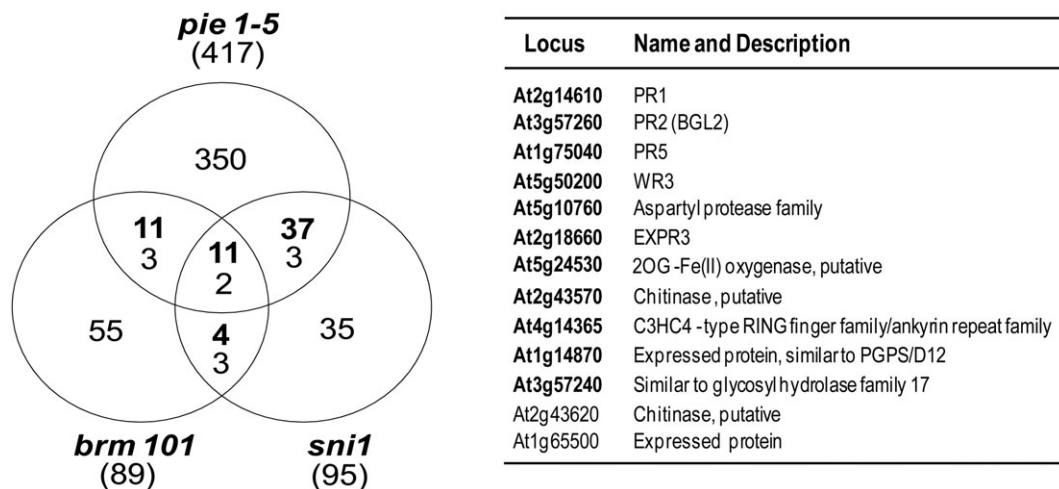 pie 1-5
(417)
350
11
3
37
3
11
2
55
4
3
35
brm 101
(89)
sni1
(95)
Locus Name and Description
At2g14610 PR1
At3g57260 PR2 (BGL2)
At1g75040 PR5
At5g50200 WR3
At5g10760 Aspartyl protease family
At2g18660 EXPR3
At5g24530 2OG-Fe(II) oxygenase, putative
At2g43570 Chitinase, putative
At4g14365 C3HC4-type RING finger family/ankyrin repeat family
At1g14870 Expressed protein, similar to PGPS/D12
At3g57240 Similar to glycosyl hydrolase family 17
At2g43620 Chitinase, putative
At1g65500 Expressed protein